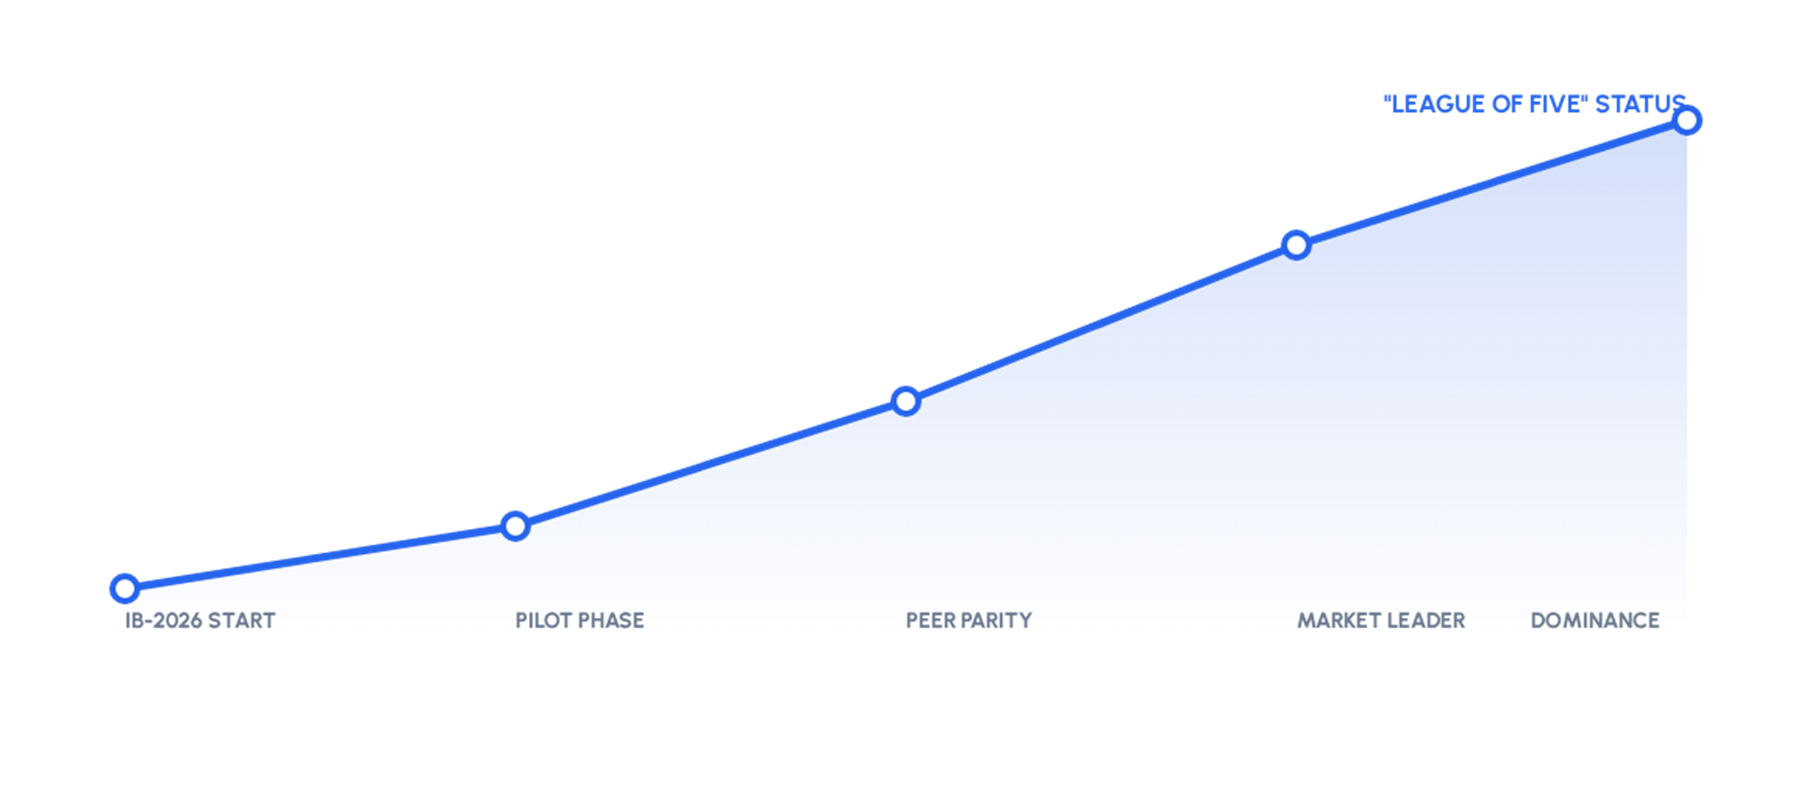 "LEAGUE OF FIVE" STATUS
IB-2026 START
PILOT PHASE
PEER PARITY
MARKET LEADER
DOMINANCE